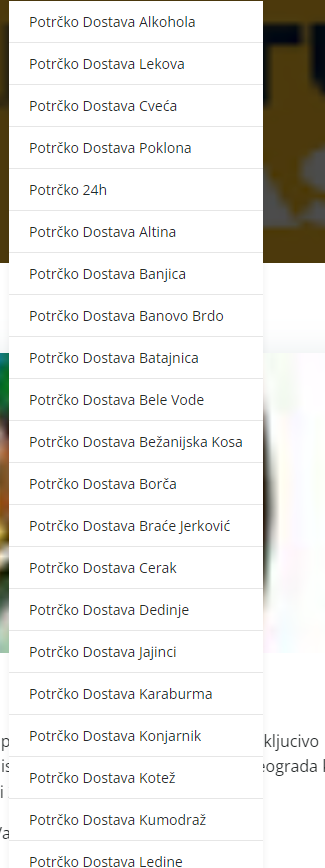 Potrčko Dostava Alkohola
Potrčko Dostava Lekova
Potrčko Dostava Cveća
Potrčko Dostava Poklona
Potrčko 24h
Potrčko Dostava Altina
Potrčko Dostava Banjica
Potrčko Dostava Banovo Brdo
Potrčko Dostava Batajnica
Potrčko Dostava Bele Vode
Potrčko Dostava Bežanijska Kosa
Potrčko Dostava Borča
Potrčko Dostava Braće Jerković
Potrčko Dostava Cerak
Potrčko Dostava Dedinje
Potrčko Dostava Jajinci
Potrčko Dostava Karaburma
Potrčko Dostava Konjarnik
Potrčko Dostava Kotež
Potrčko Dostava Kumodraž
Potrčko Dostava Ledine